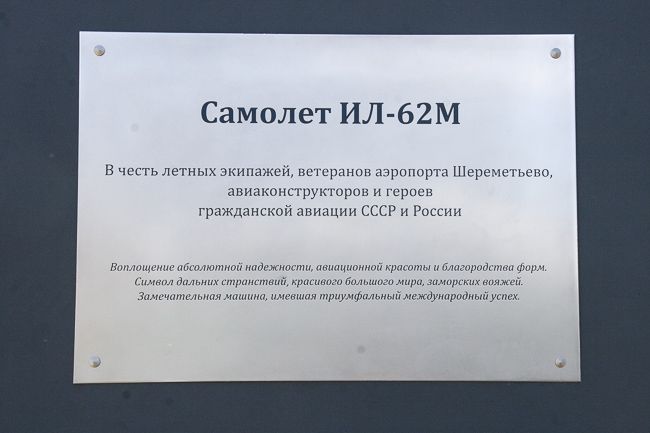 Самолет ИЛ-62М
В честь летных экипажей, ветеранов аэропорта Шереметьево,
авиаконструкторов и героев
гражданской авиации СССР и России
Воплощение абсолютной надежности, авиационной красоты и благородства форм.
Символ дальних странствий, красивого большого мира, заморских вояжей.
Замечательная машина, имевшая триумфальный международный успех.